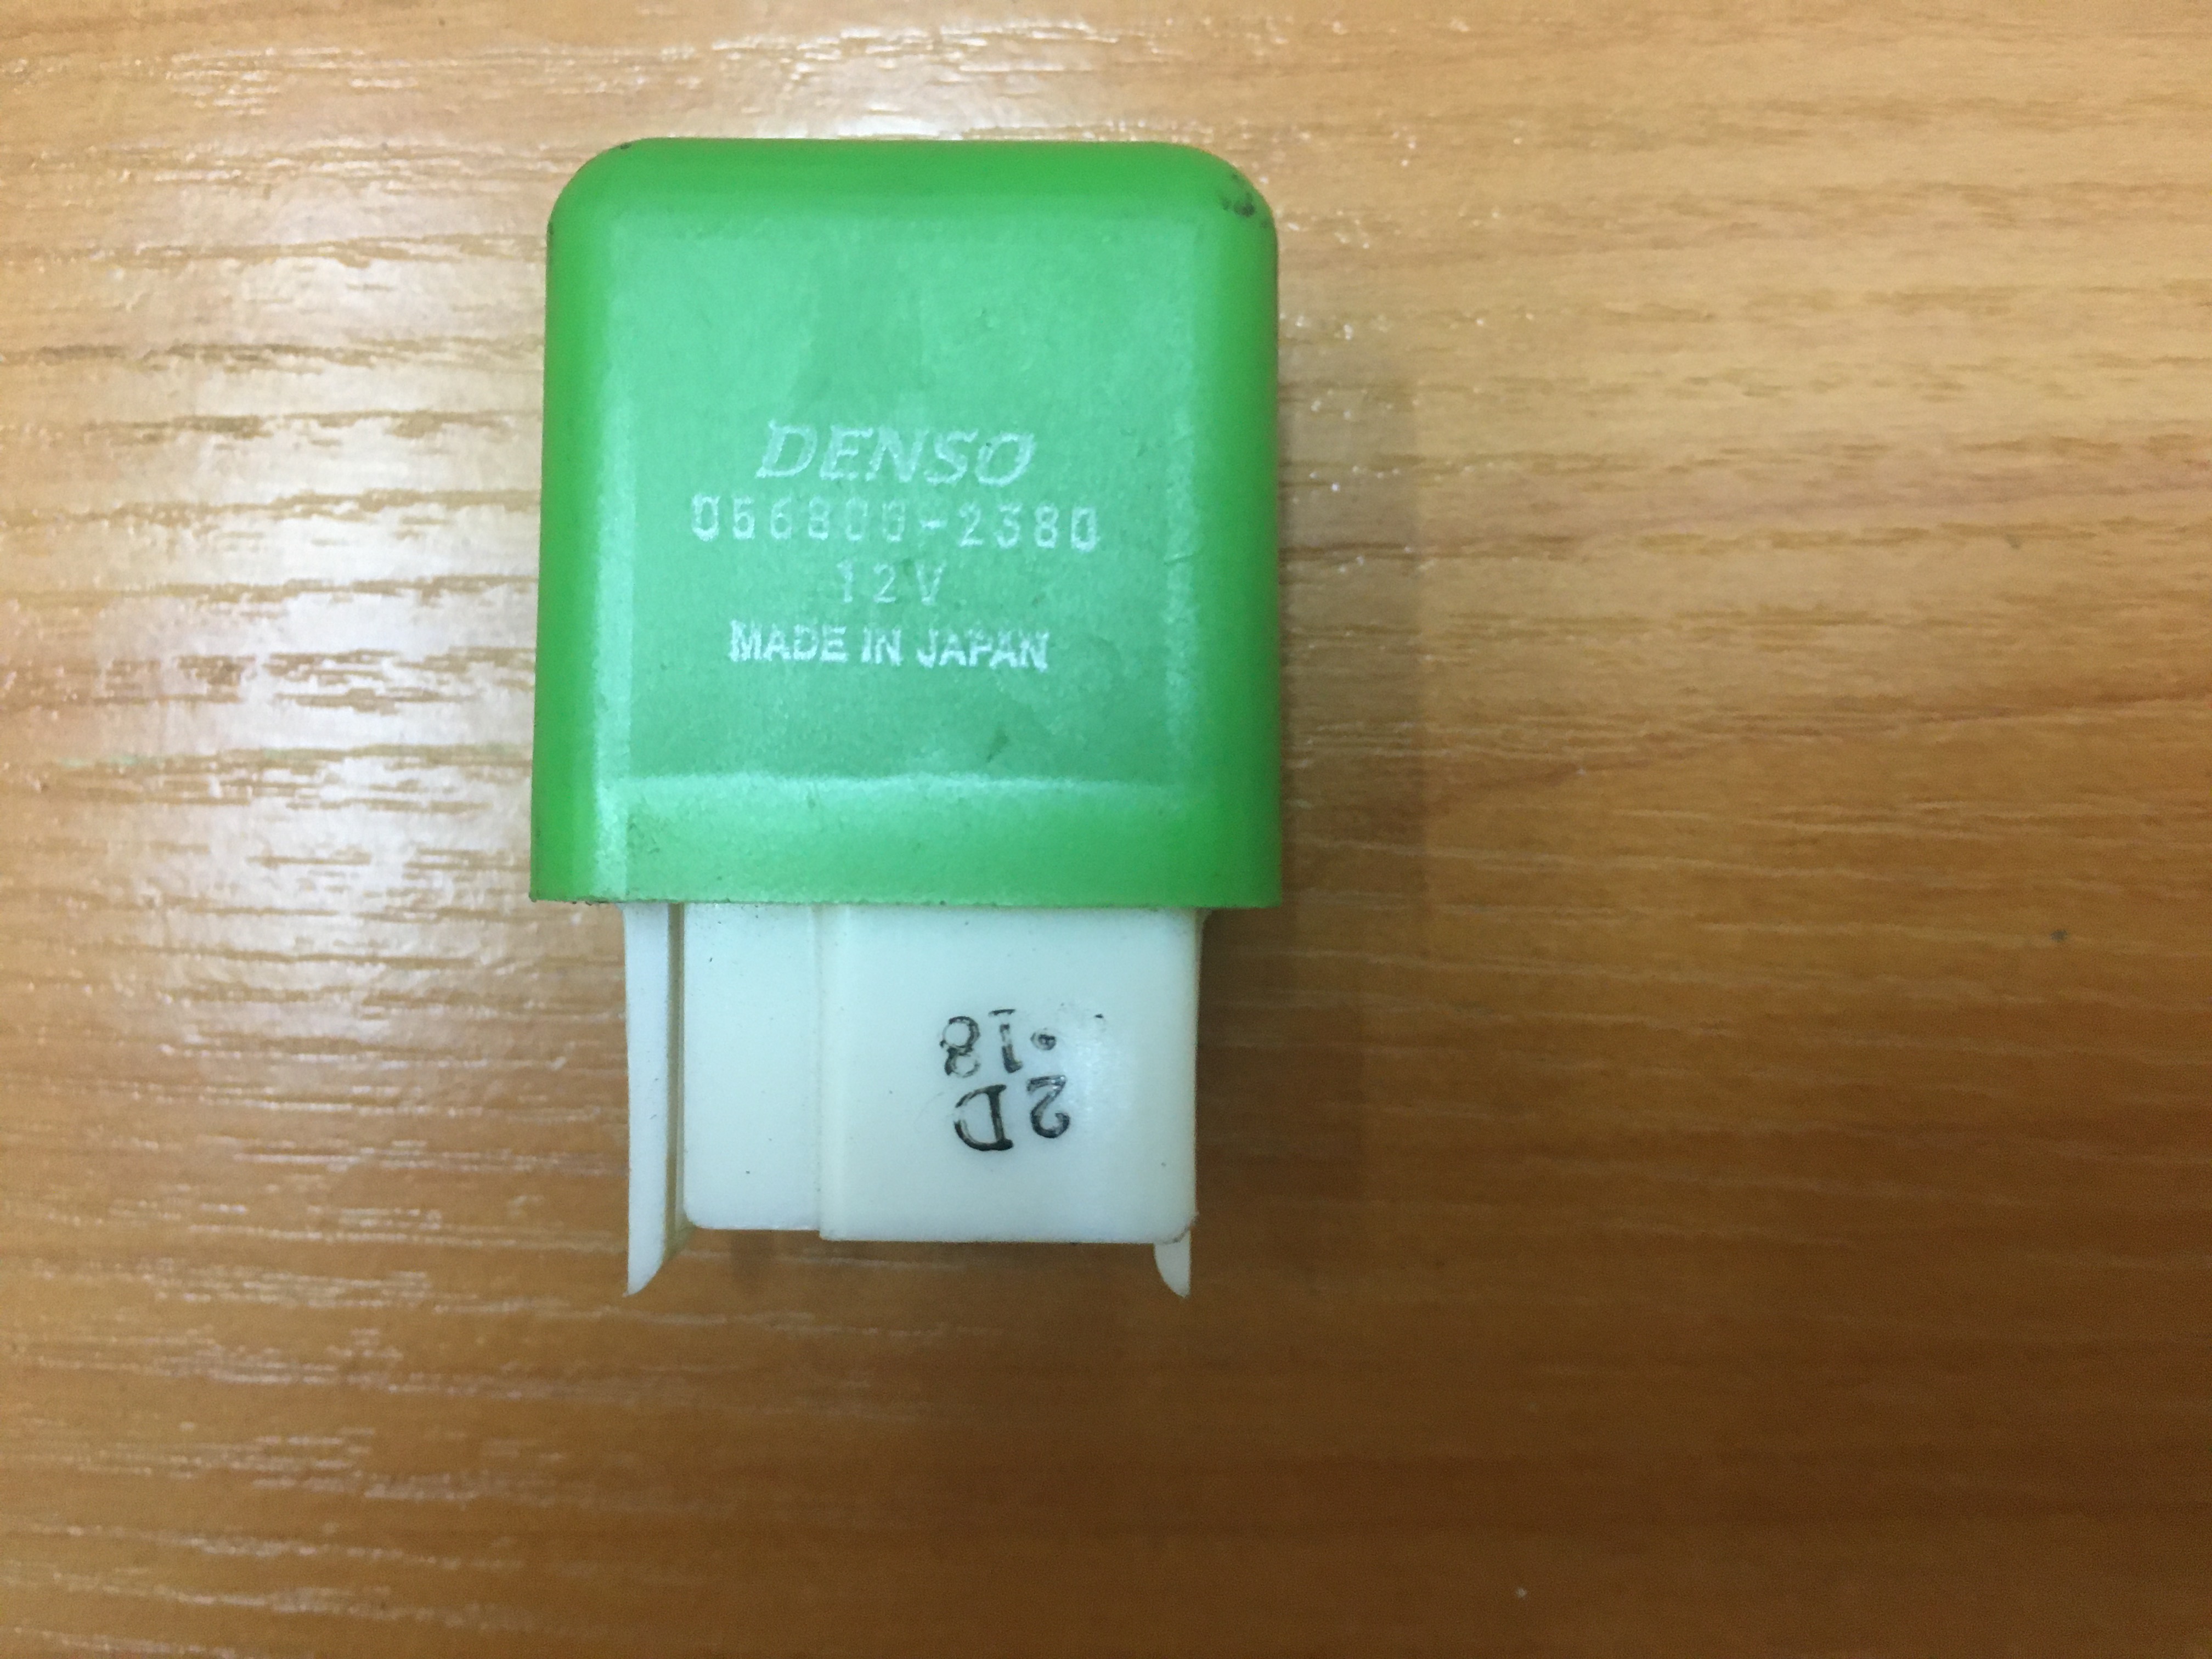 DENSO
056800-2380
12V
MADE IN JAPAN
2D
·18